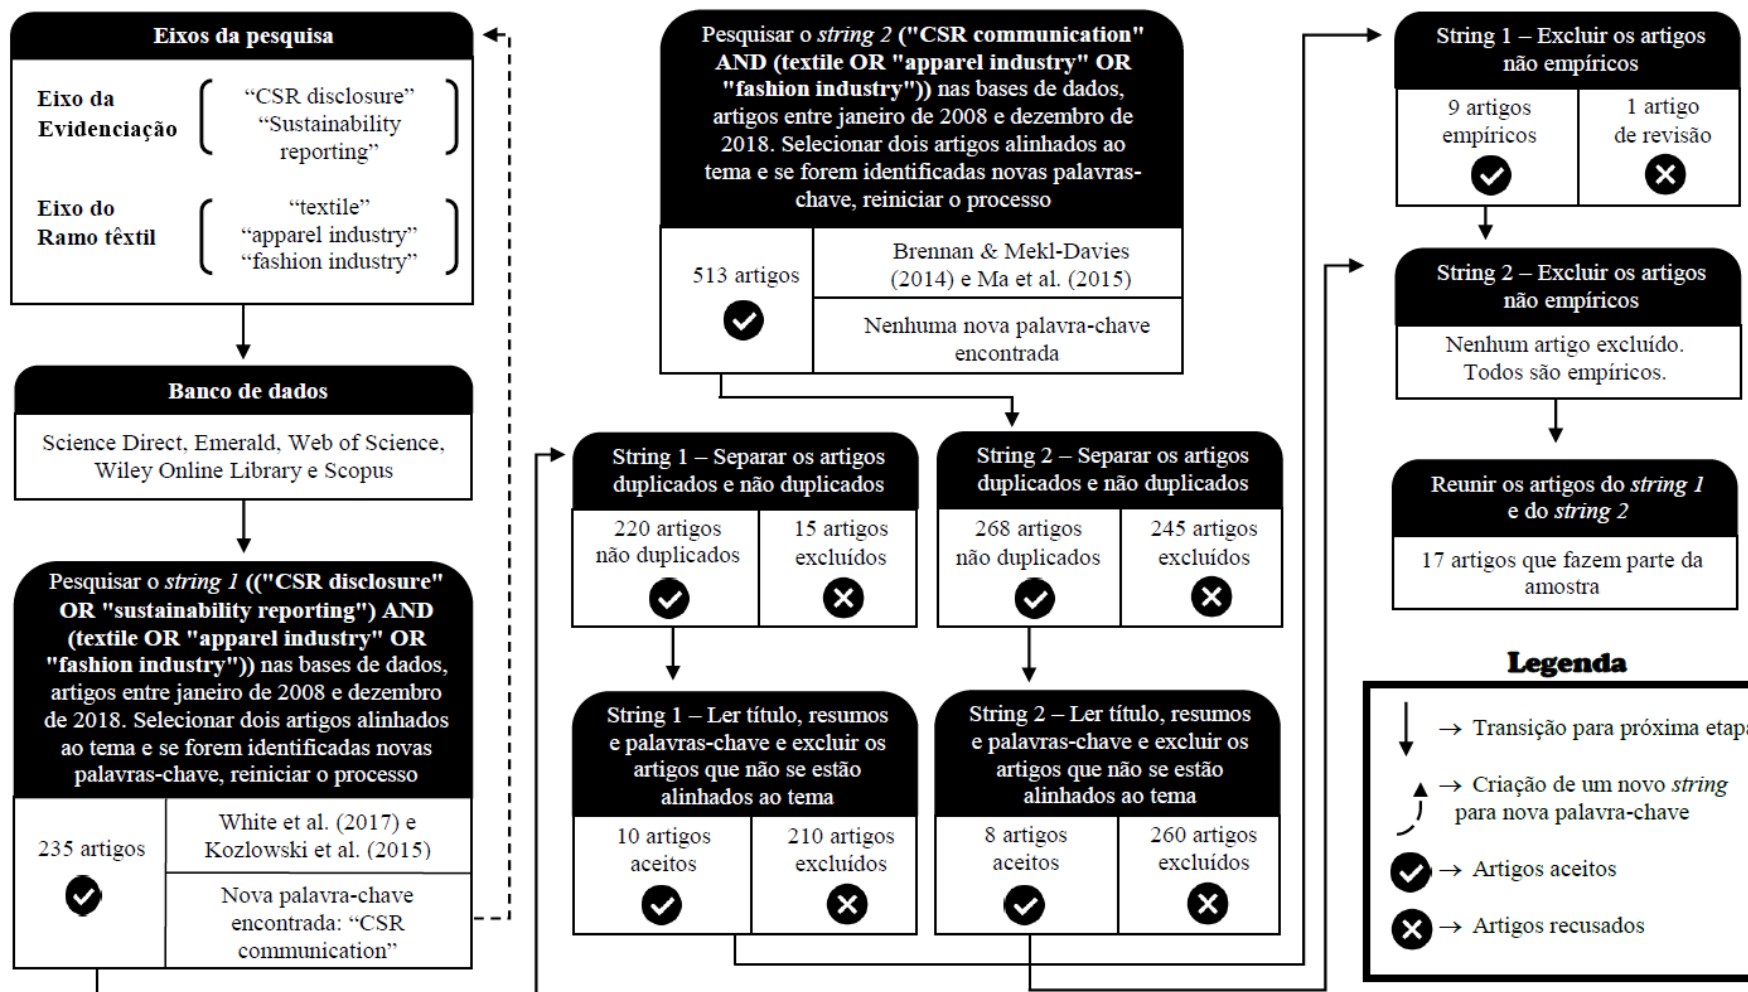 Eixos da pesquisa
Eixo da
Evidenciação
“CSR disclosure”
“Sustainability
reporting”
Eixo do
Ramo têxtil
“textile”
“apparel industry”
“fashion industry”
Banco de dados
Science Direct, Emerald, Web of Science,
Wiley Online Library e Scopus
Pesquisar o string 1 (("CSR disclosure"
OR "sustainability reporting") AND
(textile OR "apparel industry" OR
"fashion industry")) nas bases de dados,
artigos entre janeiro de 2008 e dezembro
de 2018. Selecionar dois artigos alinhados
ao tema e se forem identificadas novas
palavras-chave, reiniciar o processo
235 artigos
White et al. (2017) e
Kozlowski et al. (2015)
Nova palavra-chave
encontrada: “CSR
communication”
Pesquisar o string 2 ("CSR communication"
AND (textile OR "apparel industry" OR
"fashion industry")) nas bases de dados,
artigos entre janeiro de 2008 e dezembro de
2018. Selecionar dois artigos alinhados ao
tema e se forem identificadas novas palavras-
chave, reiniciar o processo
513 artigos
Brennan & Mekl-Davies
(2014) e Ma et al. (2015)
Nenhuma nova palavra-chave
encontrada
String 1 – Separar os artigos
duplicados e não duplicados
220 artigos
não duplicados
15 artigos
excluídos
String 2 – Separar os artigos
duplicados e não duplicados
268 artigos
não duplicados
245 artigos
excluídos
String 1 – Ler título, resumos
e palavras-chave e excluir os
artigos que não se estão
alinhados ao tema
10 artigos
aceitos
210 artigos
excluídos
String 2 – Ler título, resumos
e palavras-chave e excluir os
artigos que não se estão
alinhados ao tema
8 artigos
aceitos
260 artigos
excluídos
String 1 – Excluir os artigos
não empíricos
9 artigos
empíricos
1 artigo
de revisão
String 2 – Excluir os artigos
não empíricos
Nenhum artigo excluído.
Todos são empíricos.
Reunir os artigos do string 1
e do string 2
17 artigos que fazem parte da
amostra
Legenda
→ Transição para próxima etapa
→ Criação de um novo string
para nova palavra-chave
→ Artigos aceitos
→ Artigos recusados